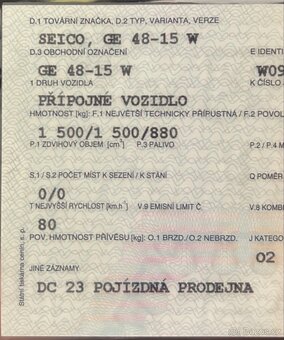 D.1 TOVÁRNÍ ZNAČKA, D.2 TYP, VARIANTA, VERZE
SEICO, GE 48-15 W
D.3 OBCHODNÍ OZNAČENÍ E IDENTI
GE 48-15 W W09
1 DRUH VOZIDLA K ČÍSLO
PŘÍPOJNÉ VOZIDLO
HMOTNOST [kg]: F.1 NEJVĚTŠÍ TECHNICKY PŘÍPUSTNÁ / F.2 POVOL
1 500/1 500/880
P.1 ZDVIHOVÝ OBJEM [cm³] P.3 PALIVO P.2 / P.4
S.1 / S.2 POČET MÍST K SEZENÍ / K STÁNÍ Q POMĚR
0/0
T NEJVYŠŠÍ RYCHLOST [km.h⁻¹] V.9 EMISNÍ LIMIT Č. V.8 KOMB
80
POV. HMOTNOST PŘÍVĚSU [kg]: O.1 BRZD./O.2 NEBRZD. J KATEGO
O2
JINÉ ZÁZNAMY
DC 23 POJÍZDNÁ PRODEJNA
Státní tiskárna cenin, s. p.